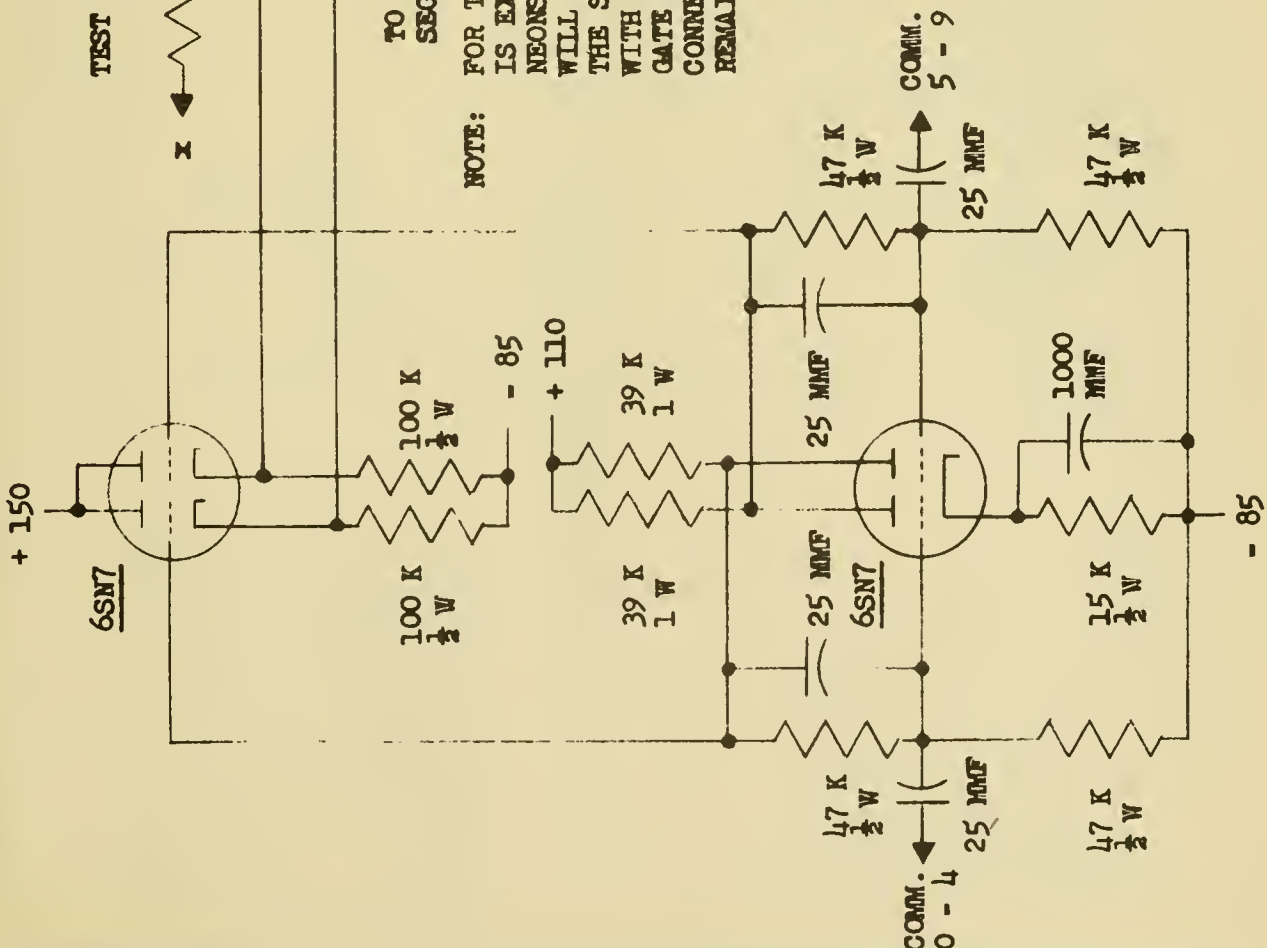 + 150
TEST
X
6SN7
TO
SEC
NOTE: FOR T
IS EX
NEONS
WILL
THE S
WITH
GATE
CONNE
REMAI
100 K
½ W
100 K
½ W
- 85
+ 110
39 K
1 W
39 K
1 W
25 MMF
25 MMF
47 K
½ W
47 K
½ W
COMM.
0 - 4
25 MMF
6SN7
COMM.
5 - 9
25 MMF
47 K
½ W
15 K
½ W
1000
MMF
47 K
½ W
- 85